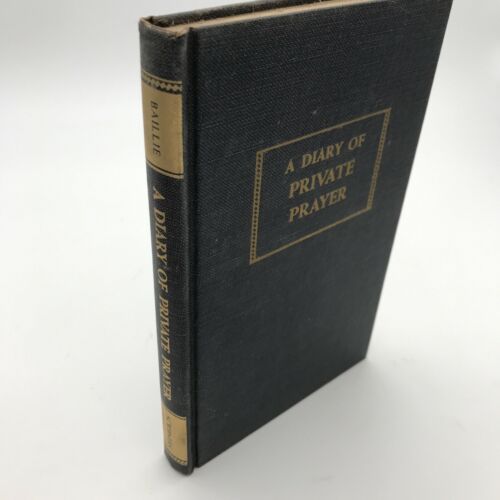 BAILLIE
A DIARY OF PRIVATE PRAYER
A DIARY OF
PRIVATE
PRAYER